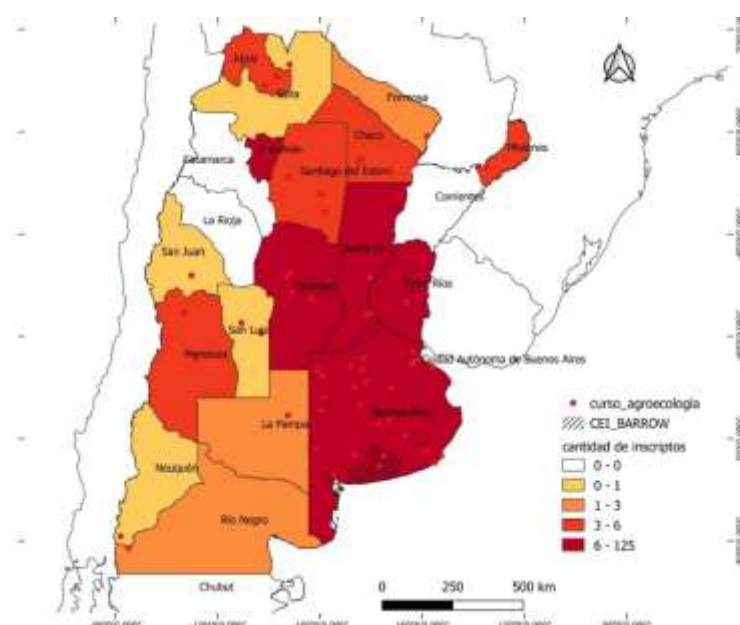 Jujuy
Salta
Formosa
Chaco
Tucumán
Misiones
Catamarca
Santiago del Estero
Corrientes
La Rioja
San Juan
Santa Fe
Córdoba
Entre Ríos
San Luis
Mendoza
Ciudad Autónoma de Buenos Aires
Buenos Aires
La Pampa
Neuquén
Río Negro
Chubut
curso_agroecologia
CEI_BARROW
cantidad de inscriptos
0 - 0
0 - 1
1 - 3
3 - 6
6 - 125
0 250 500 km